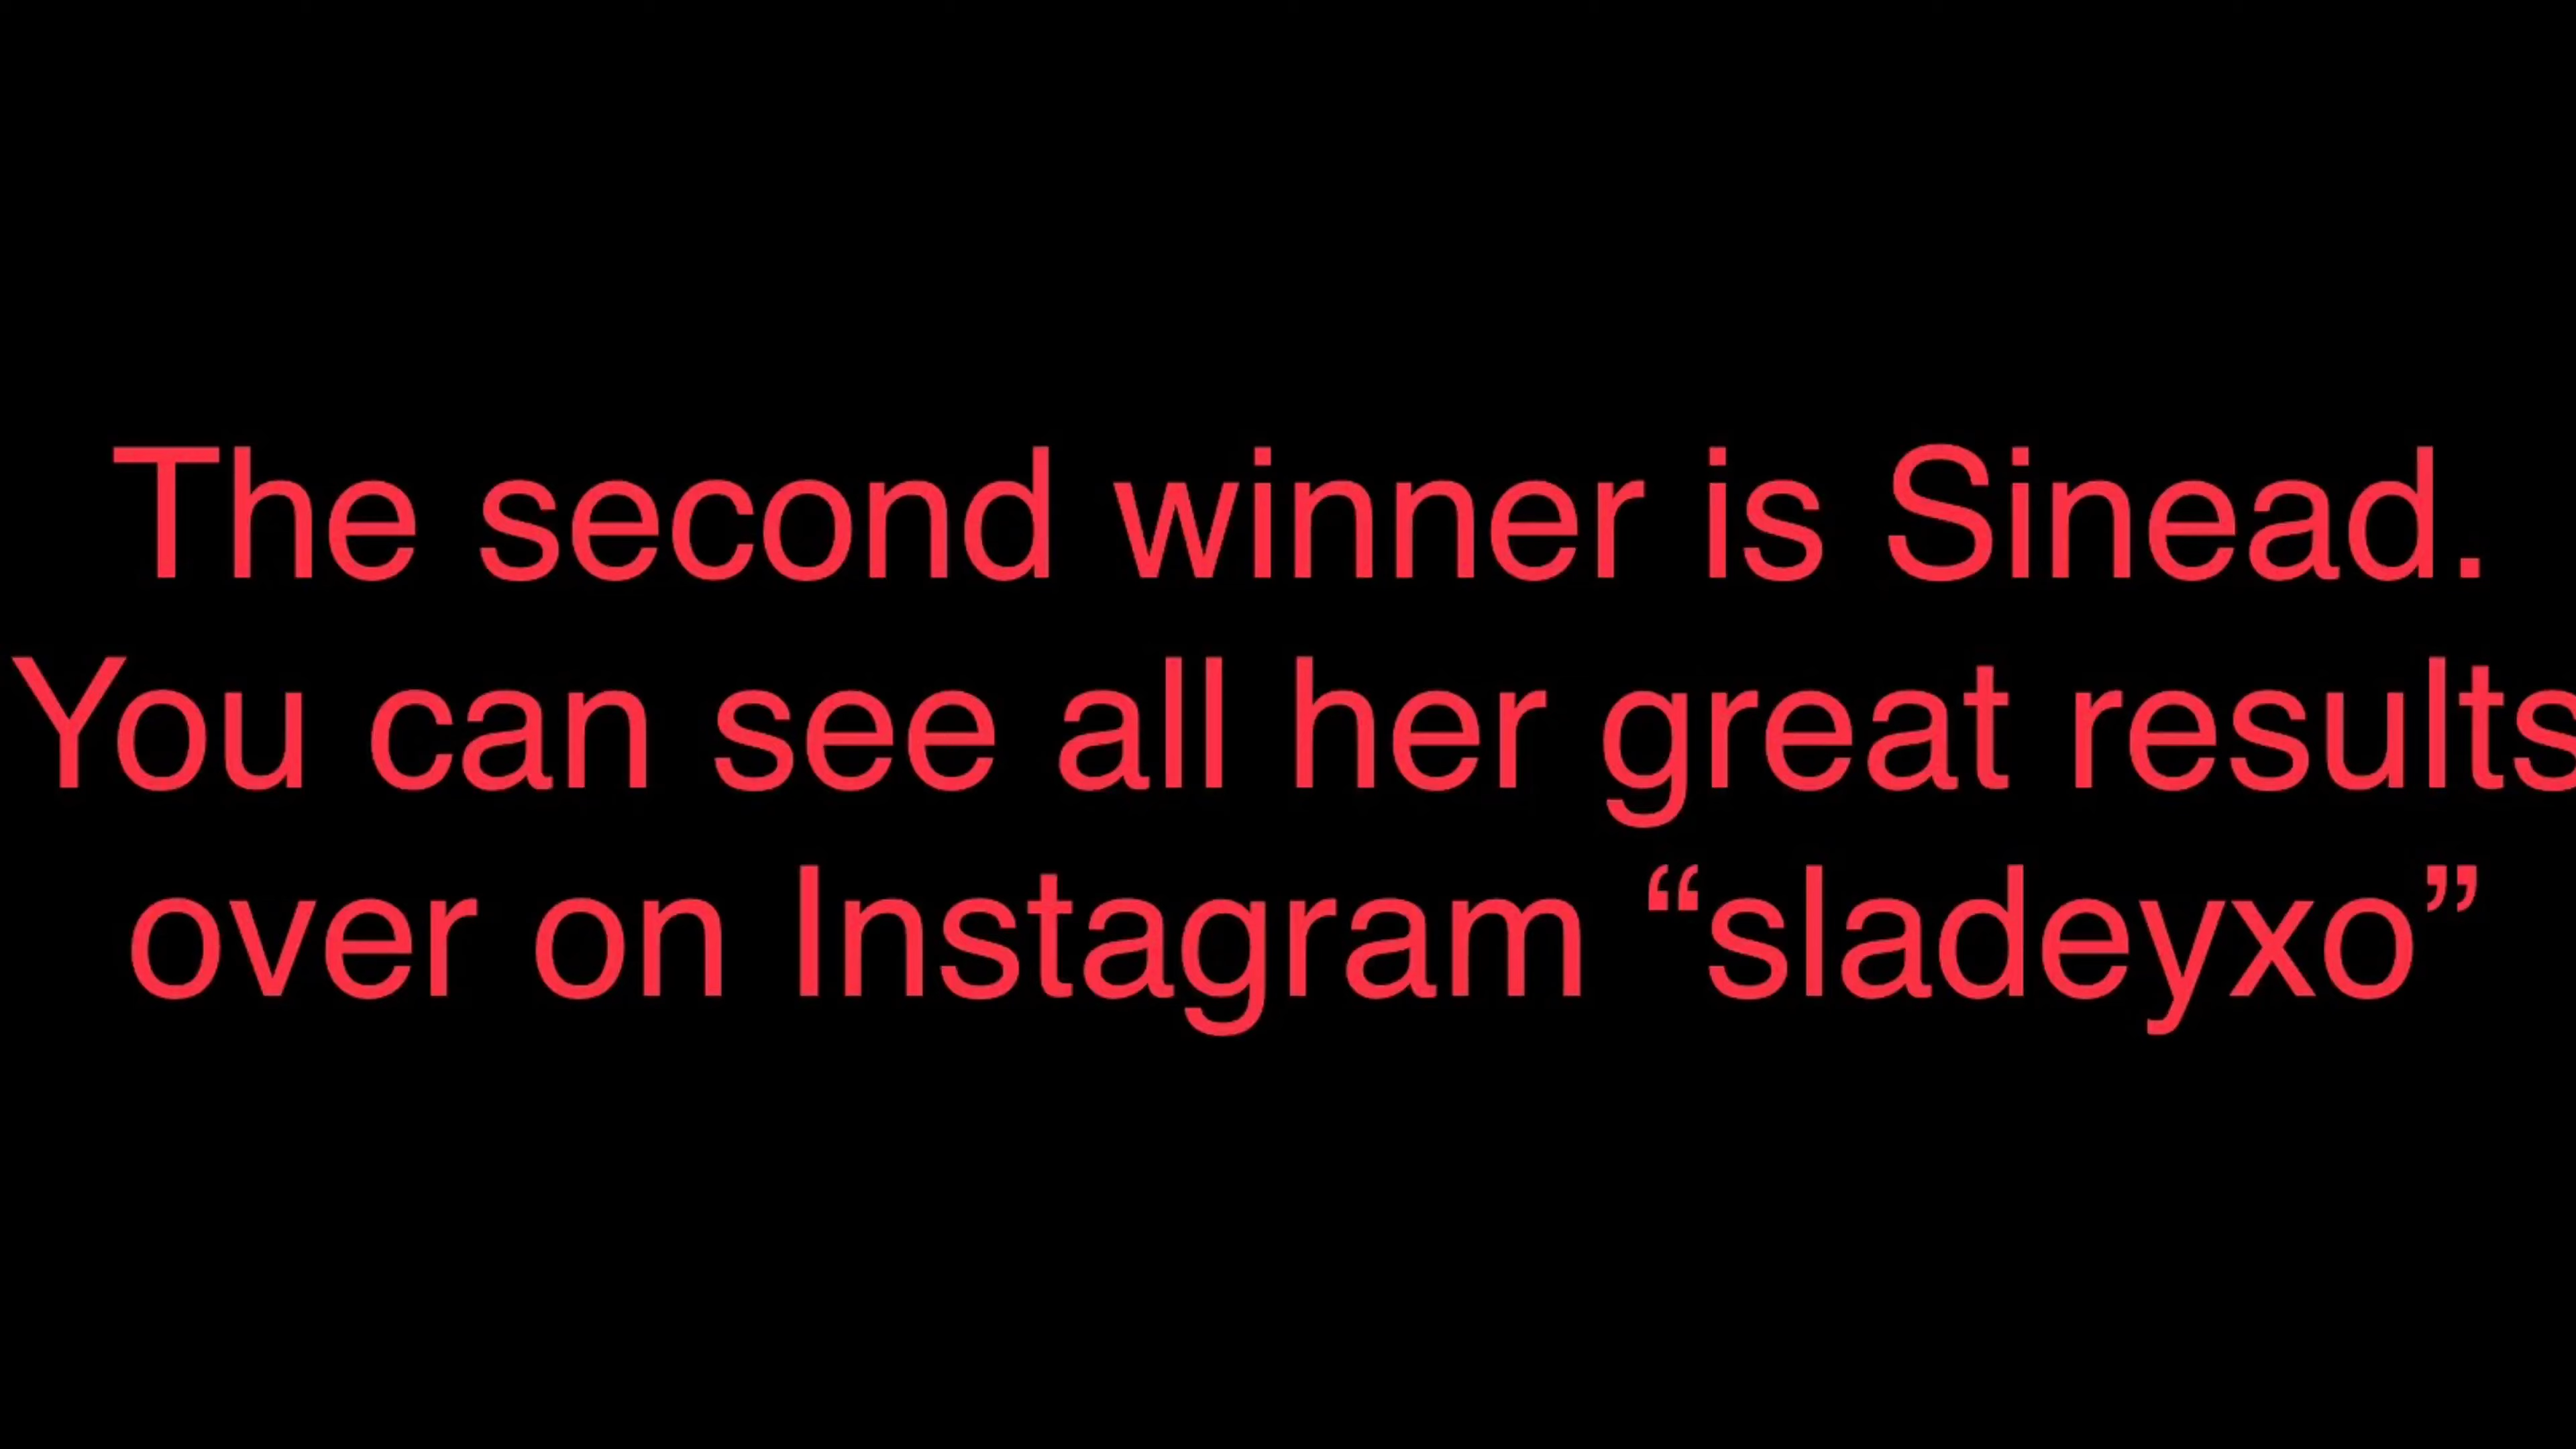 The second winner is Sinead.
You can see all her great results
over on Instagram “sladeyxo”